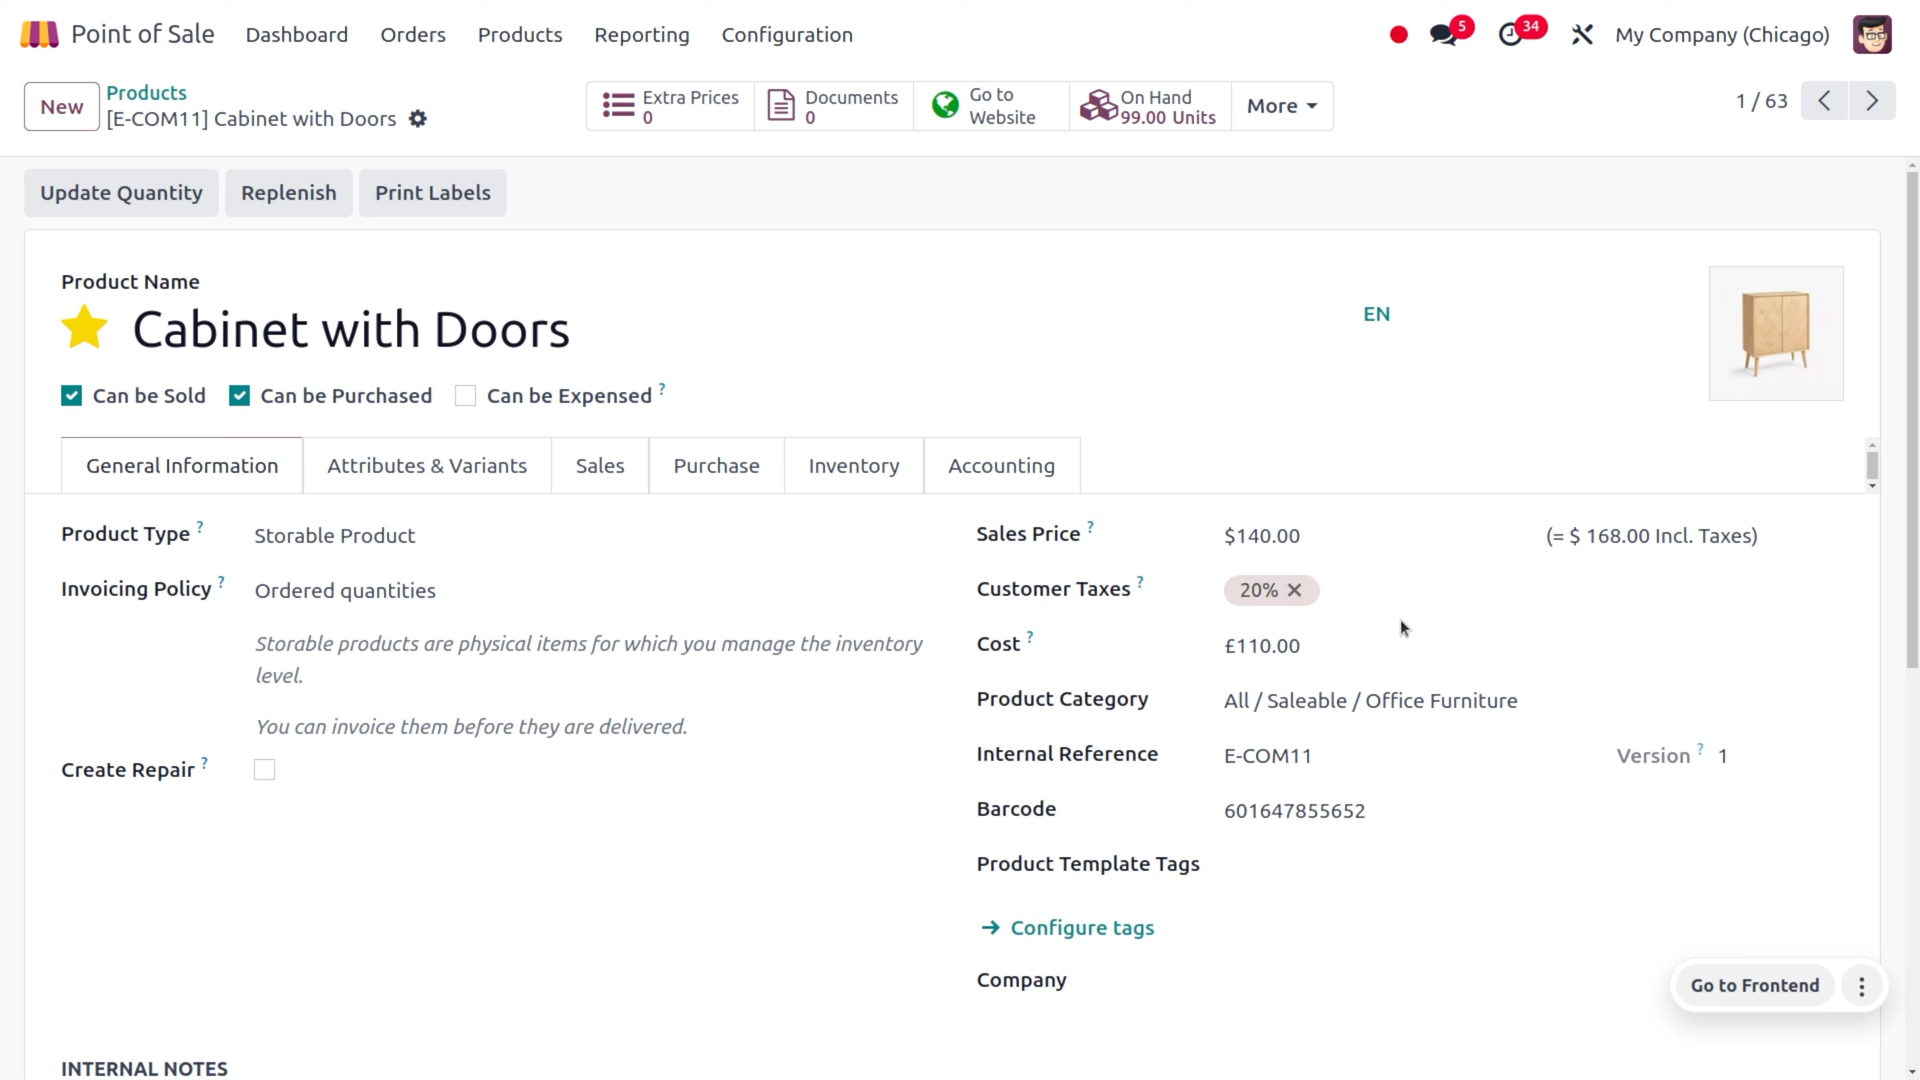 Point of Sale Dashboard Orders Products Reporting Configuration 5 34 My Company (Chicago)
New Products Extra Prices 0 Documents 0 Go to Website On Hand 99.00 Units More 1 / 63
[E-COM11] Cabinet with Doors
Update Quantity Replenish Print Labels
Product Name
Cabinet with Doors EN
Can be Sold Can be Purchased Can be Expensed ?
General Information Attributes & Variants Sales Purchase Inventory Accounting
Product Type ? Storable Product
Invoicing Policy ? Ordered quantities
Storable products are physical items for which you manage the inventory
level.
You can invoice them before they are delivered.
Create Repair ?
Sales Price ? $140.00 (= $ 168.00 Incl. Taxes)
Customer Taxes ? 20%
Cost ? £110.00
Product Category All / Saleable / Office Furniture
Internal Reference E-COM11 Version ? 1
Barcode 601647855652
Product Template Tags
Configure tags
Company
Go to Frontend
INTERNAL NOTES